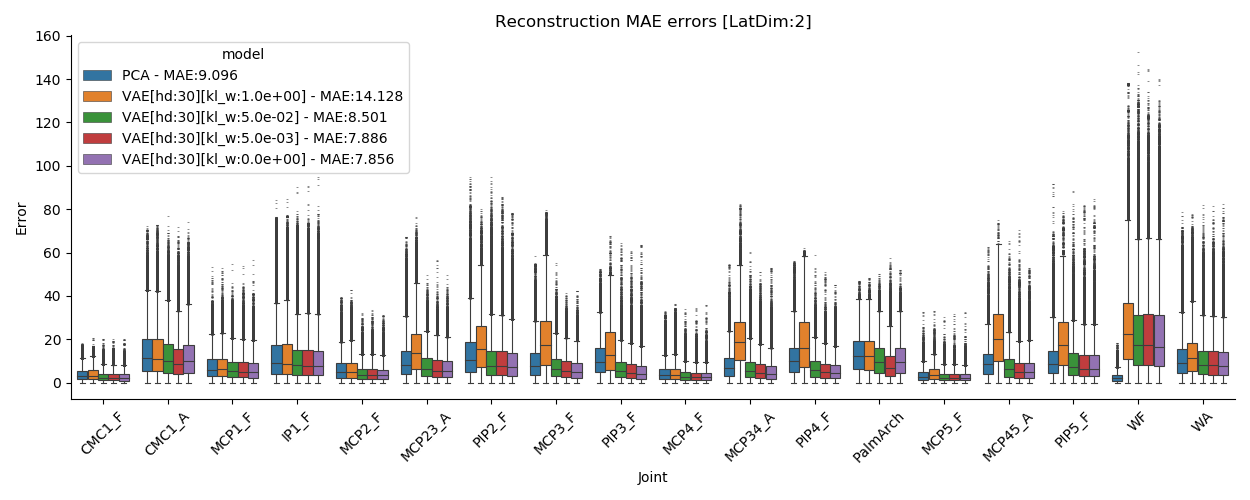 Reconstruction MAE errors [LatDim:2]
160
140
120
100
80
60
40
20
0
Error
model
PCA - MAE:9.096
VAE[hd:30][kl_w:1.0e+00] - MAE:14.128
VAE[hd:30][kl_w:5.0e-02] - MAE:8.501
VAE[hd:30][kl_w:5.0e-03] - MAE:7.886
VAE[hd:30][kl_w:0.0e+00] - MAE:7.856
CMC1_F
CMC1_A
MCP1_F
IP1_F
MCP2_F
MCP23_A
PIP2_F
MCP3_F
PIP3_F
MCP4_F
MCP34_A
PIP4_F
PalmArch
MCP5_F
MCP45_A
PIP5_F
WF
WA
Joint